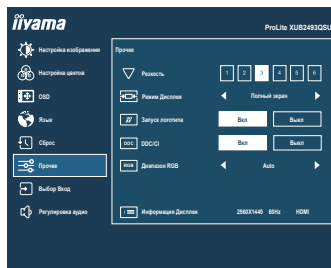 iiyama
ProLite XUB2493QSU
Настройка изображения
Настройка цветов
OSD
Язык
Сброс
Прочее
Выбор Вход
Регулировка аудио
Прочее
Резкость 1 2 3 4 5 6
Режим Дисплея Полный экран
Запуск логотипа Вкл Выкл
DDC DDC/CI Вкл Выкл
RGB Диапазон RGB Auto
Информация Дисплея 2560X1440 60Hz HDMI